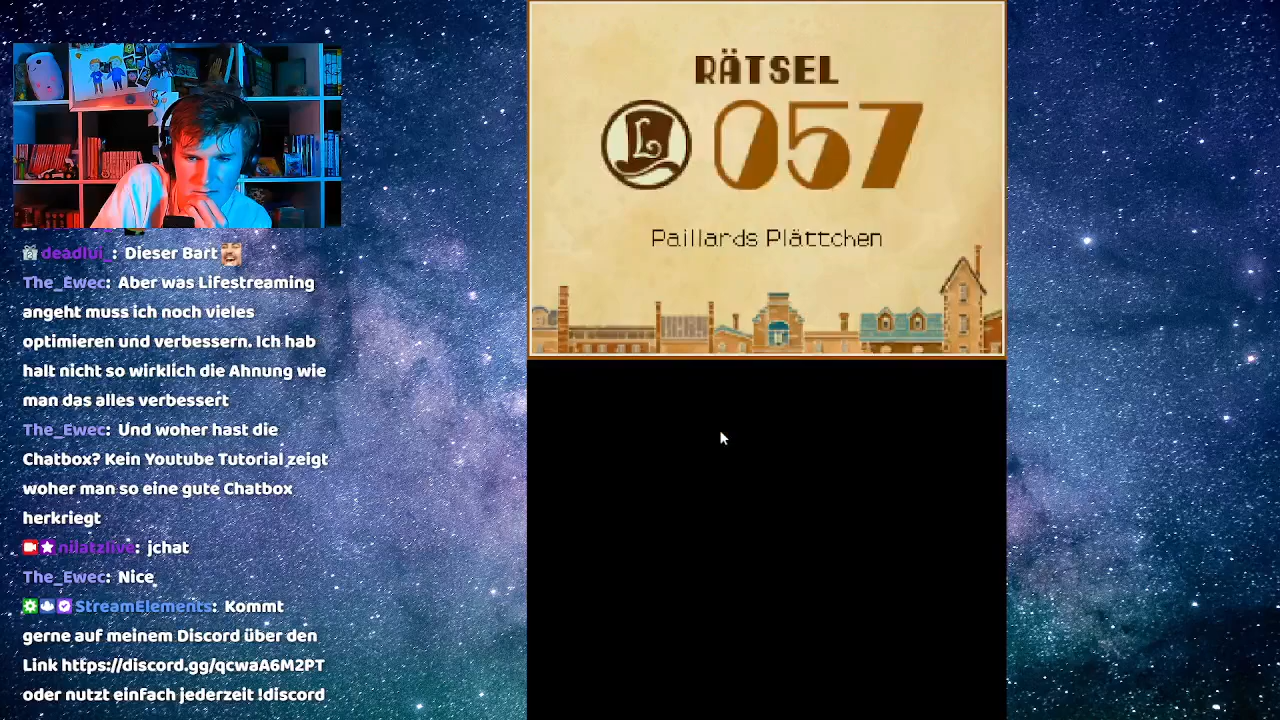 deadlui_: Dieser Bart
The_Ewec: Aber was Lifestreaming
angeht muss ich noch vieles
optimieren und verbessern. Ich hab
halt nicht so wirklich die Ahnung wie
man das alles verbessert
The_Ewec: Und woher hast die
Chatbox? Kein Youtube Tutorial zeigt
woher man so eine gute Chatbox
herkriegt
nilatzlive: jchat
The_Ewec: Nice
StreamElements: Kommt
gerne auf meinem Discord über den
Link https://discord.gg/qcwaA6M2PT
oder nutzt einfach jederzeit !discord
RÄTSEL
L 057
Paillards Plättchen